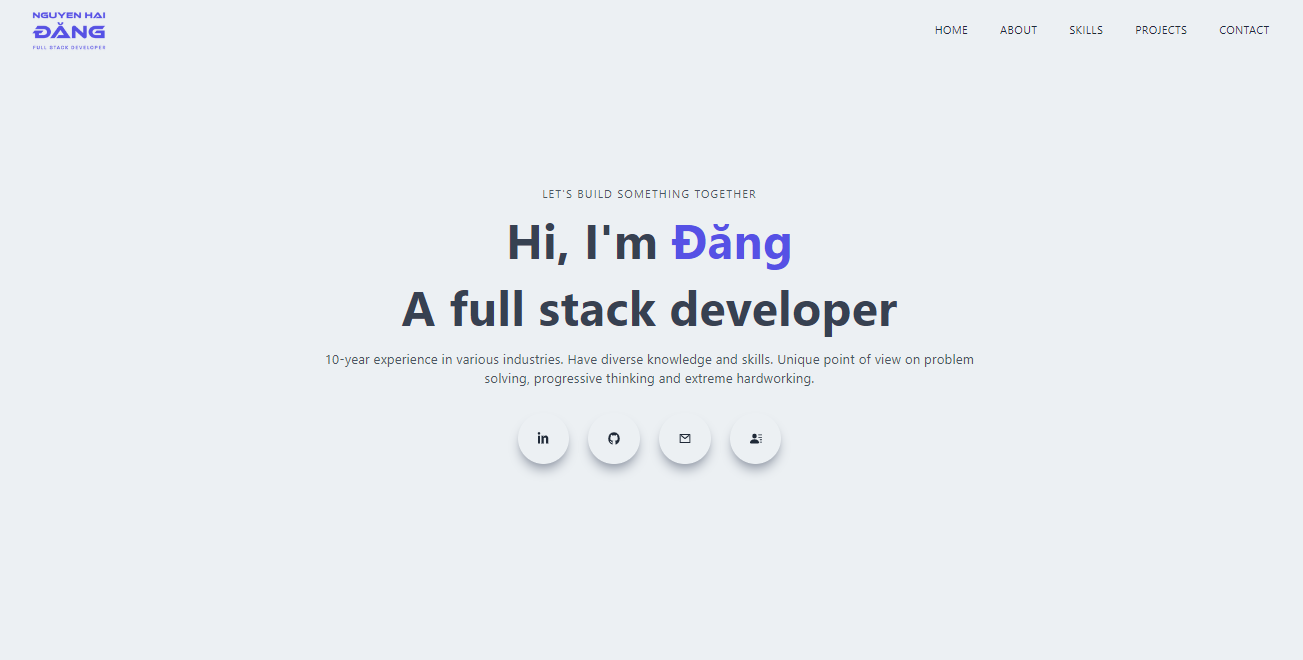 NGUYEN HAI
ĐĂNG
FULL STACK DEVELOPER
HOME ABOUT SKILLS PROJECTS CONTACT
LET'S BUILD SOMETHING TOGETHER
Hi, I'm Đăng
A full stack developer
10-year experience in various industries. Have diverse knowledge and skills. Unique point of view on problem
solving, progressive thinking and extreme hardworking.
in